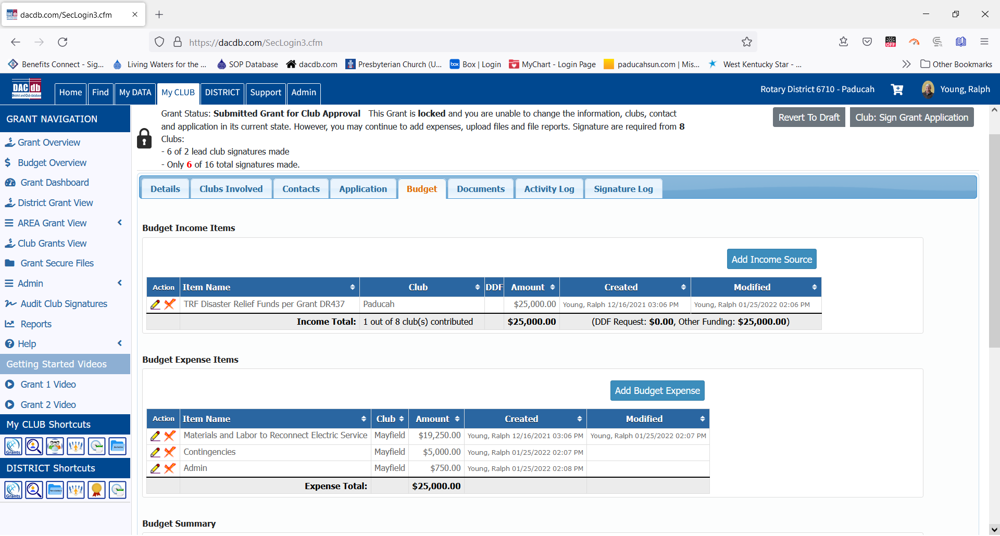 dacdb.com/SecLogin3.cfm
https://dacdb.com/SecLogin3.cfm
OFF
Benefits Connect - Sig... Living Waters for the ... SOP Database dacdb.com Presbyterian Church (U... box Box | Login MyChart - Login Page paducahsun.com | Mis... West Kentucky Star - ... Other Bookmarks
DAC db
District and Club database
Home Find My DATA My CLUB DISTRICT Support Admin
Rotary District 6710 - Paducah Young, Ralph
GRANT NAVIGATION
Grant Overview
Budget Overview
Grant Dashboard
District Grant View
AREA Grant View
Club Grants View
Grant Secure Files
Admin
Audit Club Signatures
Reports
Help
Getting Started Videos
Grant 1 Video
Grant 2 Video
My CLUB Shortcuts
Grants
DISTRICT Shortcuts
Grants
Grant Status: Submitted Grant for Club Approval This Grant is locked and you are unable to change the information, clubs, contact
and application in its current state. However, you may continue to add expenses, upload files and file reports. Signature are required from 8
Clubs:
- 6 of 2 lead club signatures made
- Only 6 of 16 total signatures made.
Revert To Draft Club: Sign Grant Application
Details Clubs Involved Contacts Application Budget Documents Activity Log Signature Log
Budget Income Items
Add Income Source
Action Item Name Club DDF Amount Created Modified
TRF Disaster Relief Funds per Grant DR437 Paducah $25,000.00 Young, Ralph 12/16/2021 03:06 PM Young, Ralph 01/25/2022 02:06 PM
Income Total: 1 out of 8 club(s) contributed $25,000.00 (DDF Request: $0.00, Other Funding: $25,000.00)
Budget Expense Items
Add Budget Expense
Action Item Name Club Amount Created Modified
Materials and Labor to Reconnect Electric Service Mayfield $19,250.00 Young, Ralph 12/16/2021 03:06 PM Young, Ralph 01/25/2022 02:07 PM
Contingencies Mayfield $5,000.00 Young, Ralph 01/25/2022 02:07 PM
Admin Mayfield $750.00 Young, Ralph 01/25/2022 02:08 PM
Expense Total: $25,000.00
Budget Summary